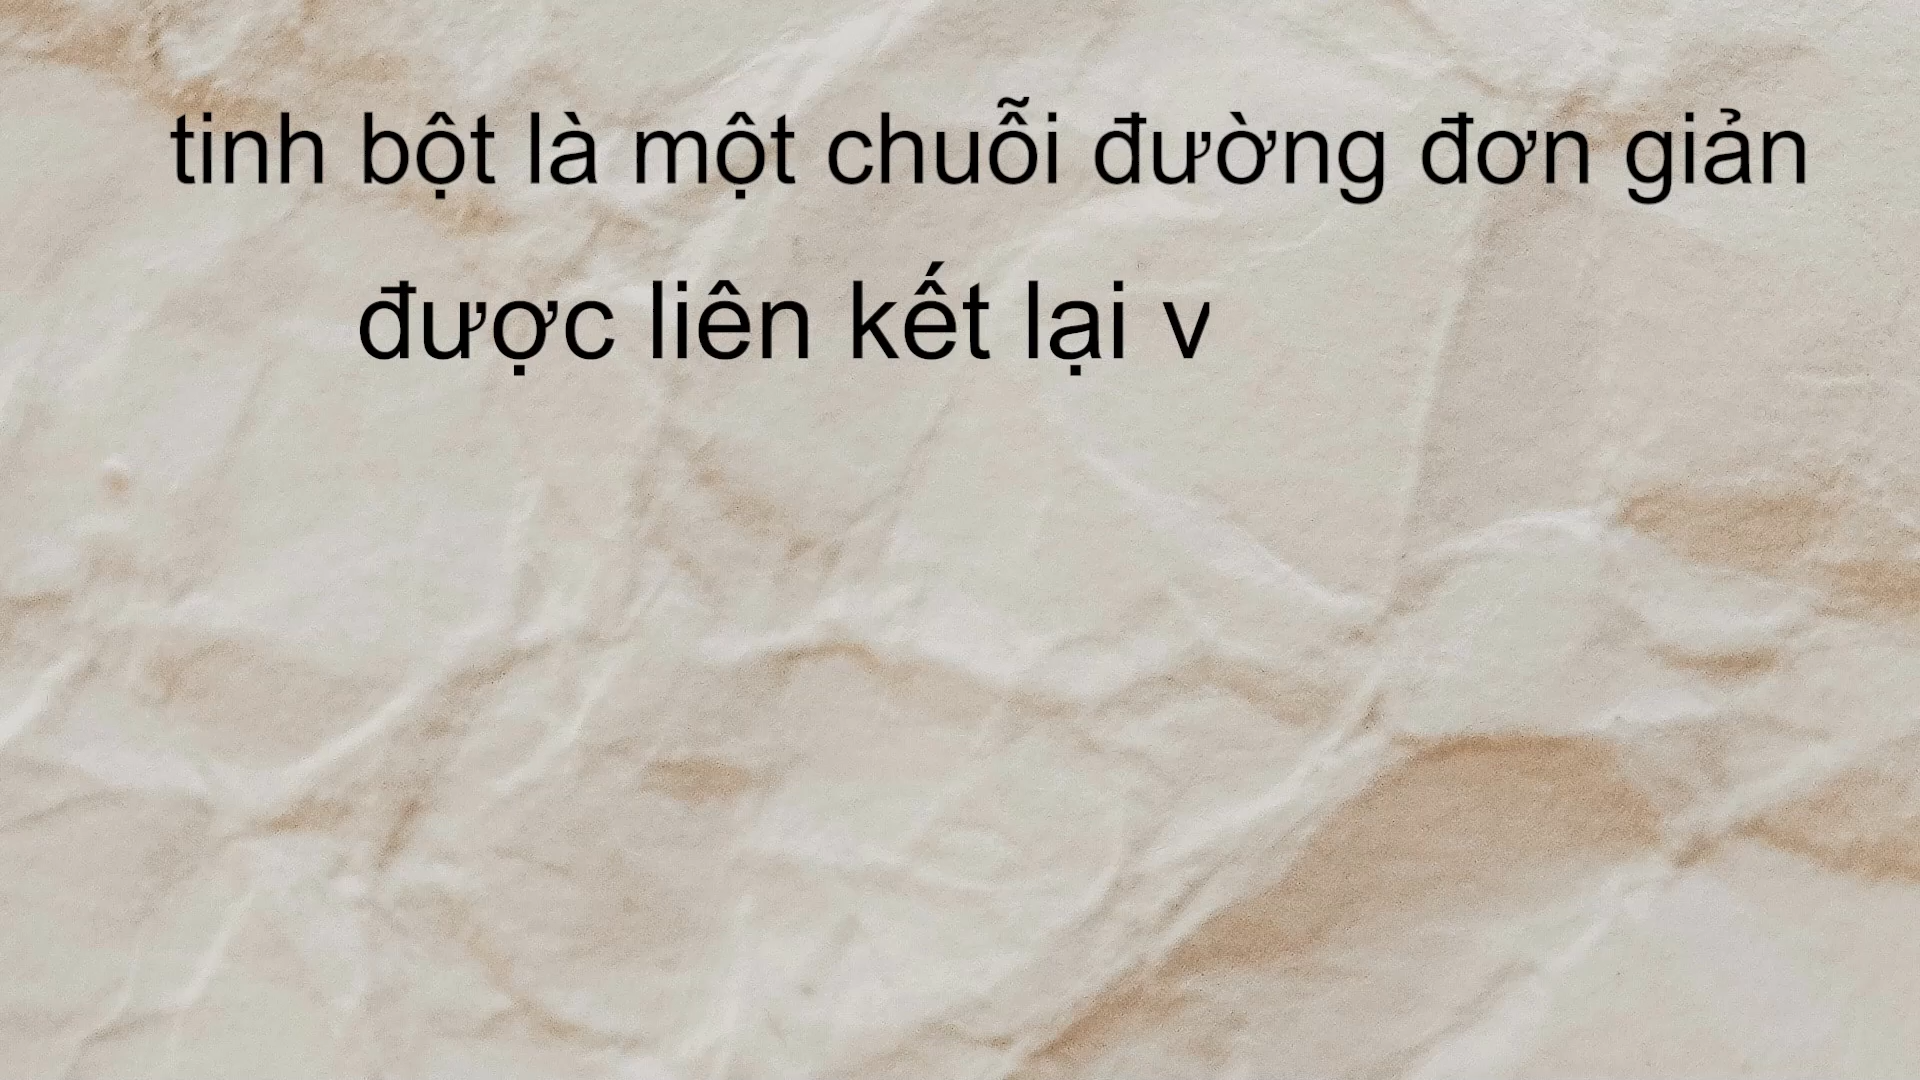 tinh bột là một chuỗi đường đơn giản
được liên kết lại v